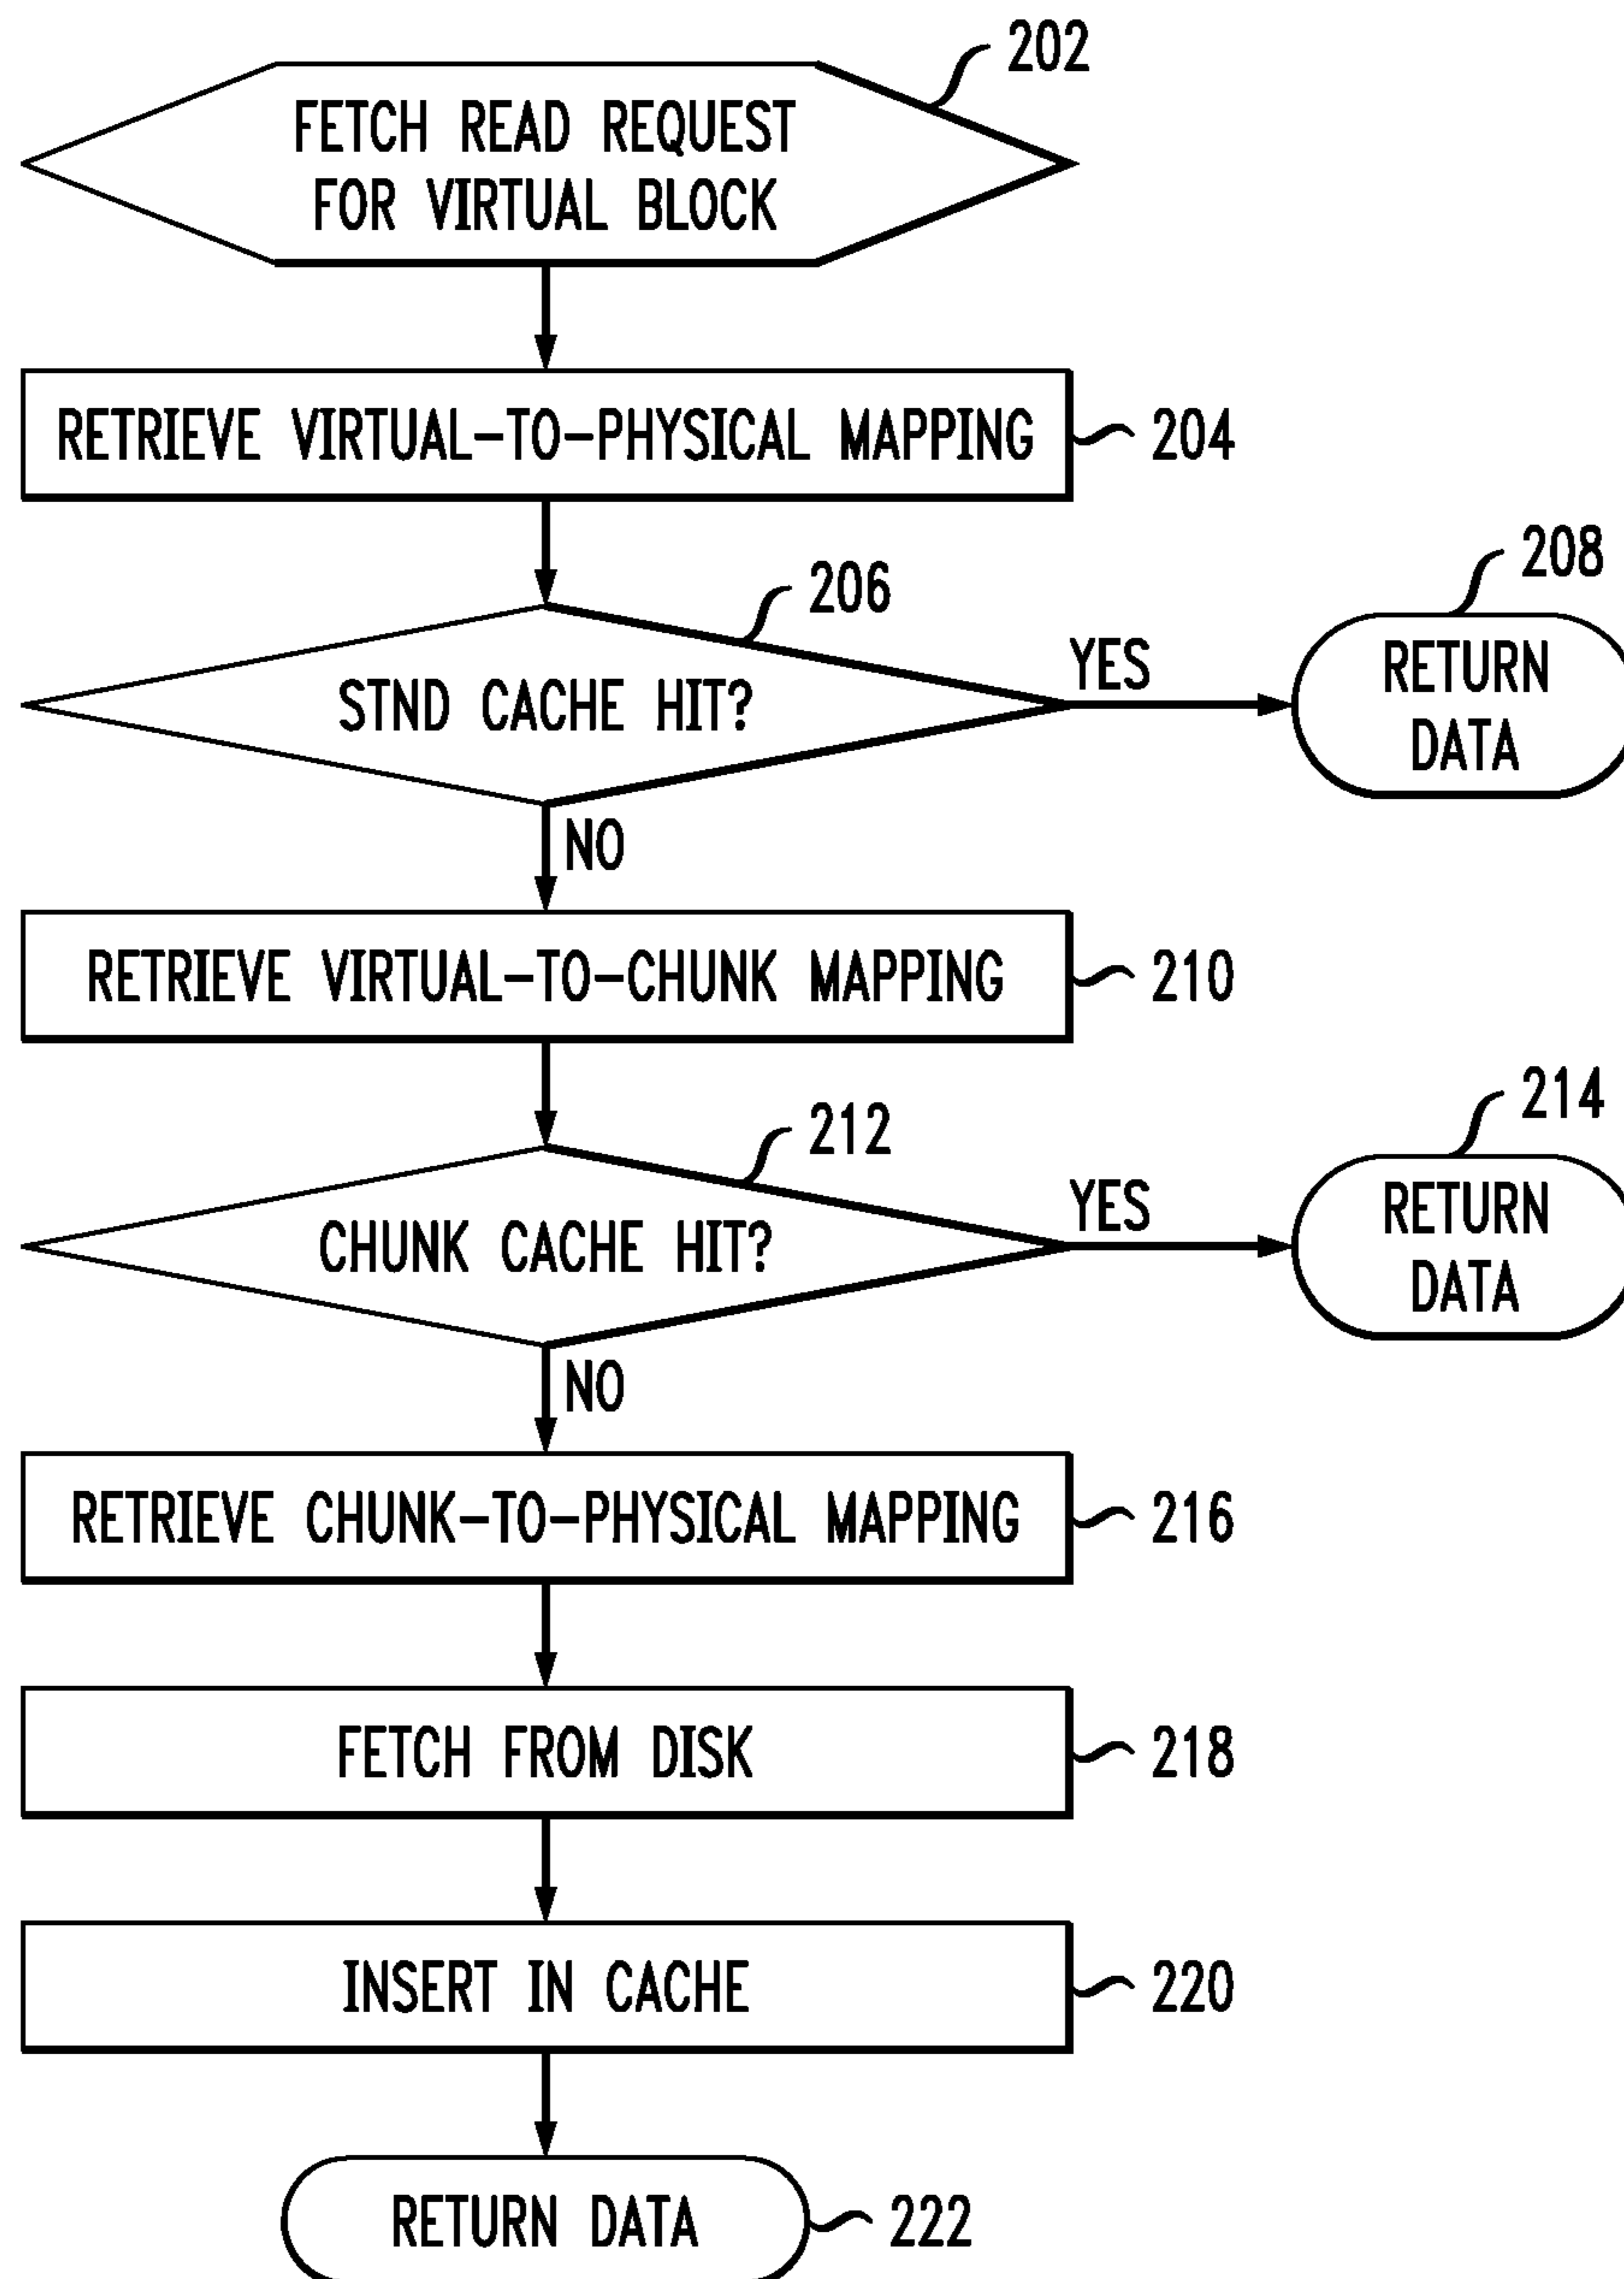 202
FETCH READ REQUEST
FOR VIRTUAL BLOCK
RETRIEVE VIRTUAL-TO-PHYSICAL MAPPING
204
206
STND CACHE HIT?
YES
208
RETURN
DATA
NO
RETRIEVE VIRTUAL-TO-CHUNK MAPPING
210
212
CHUNK CACHE HIT?
YES
214
RETURN
DATA
NO
RETRIEVE CHUNK-TO-PHYSICAL MAPPING
216
FETCH FROM DISK
218
INSERT IN CACHE
220
RETURN DATA
222